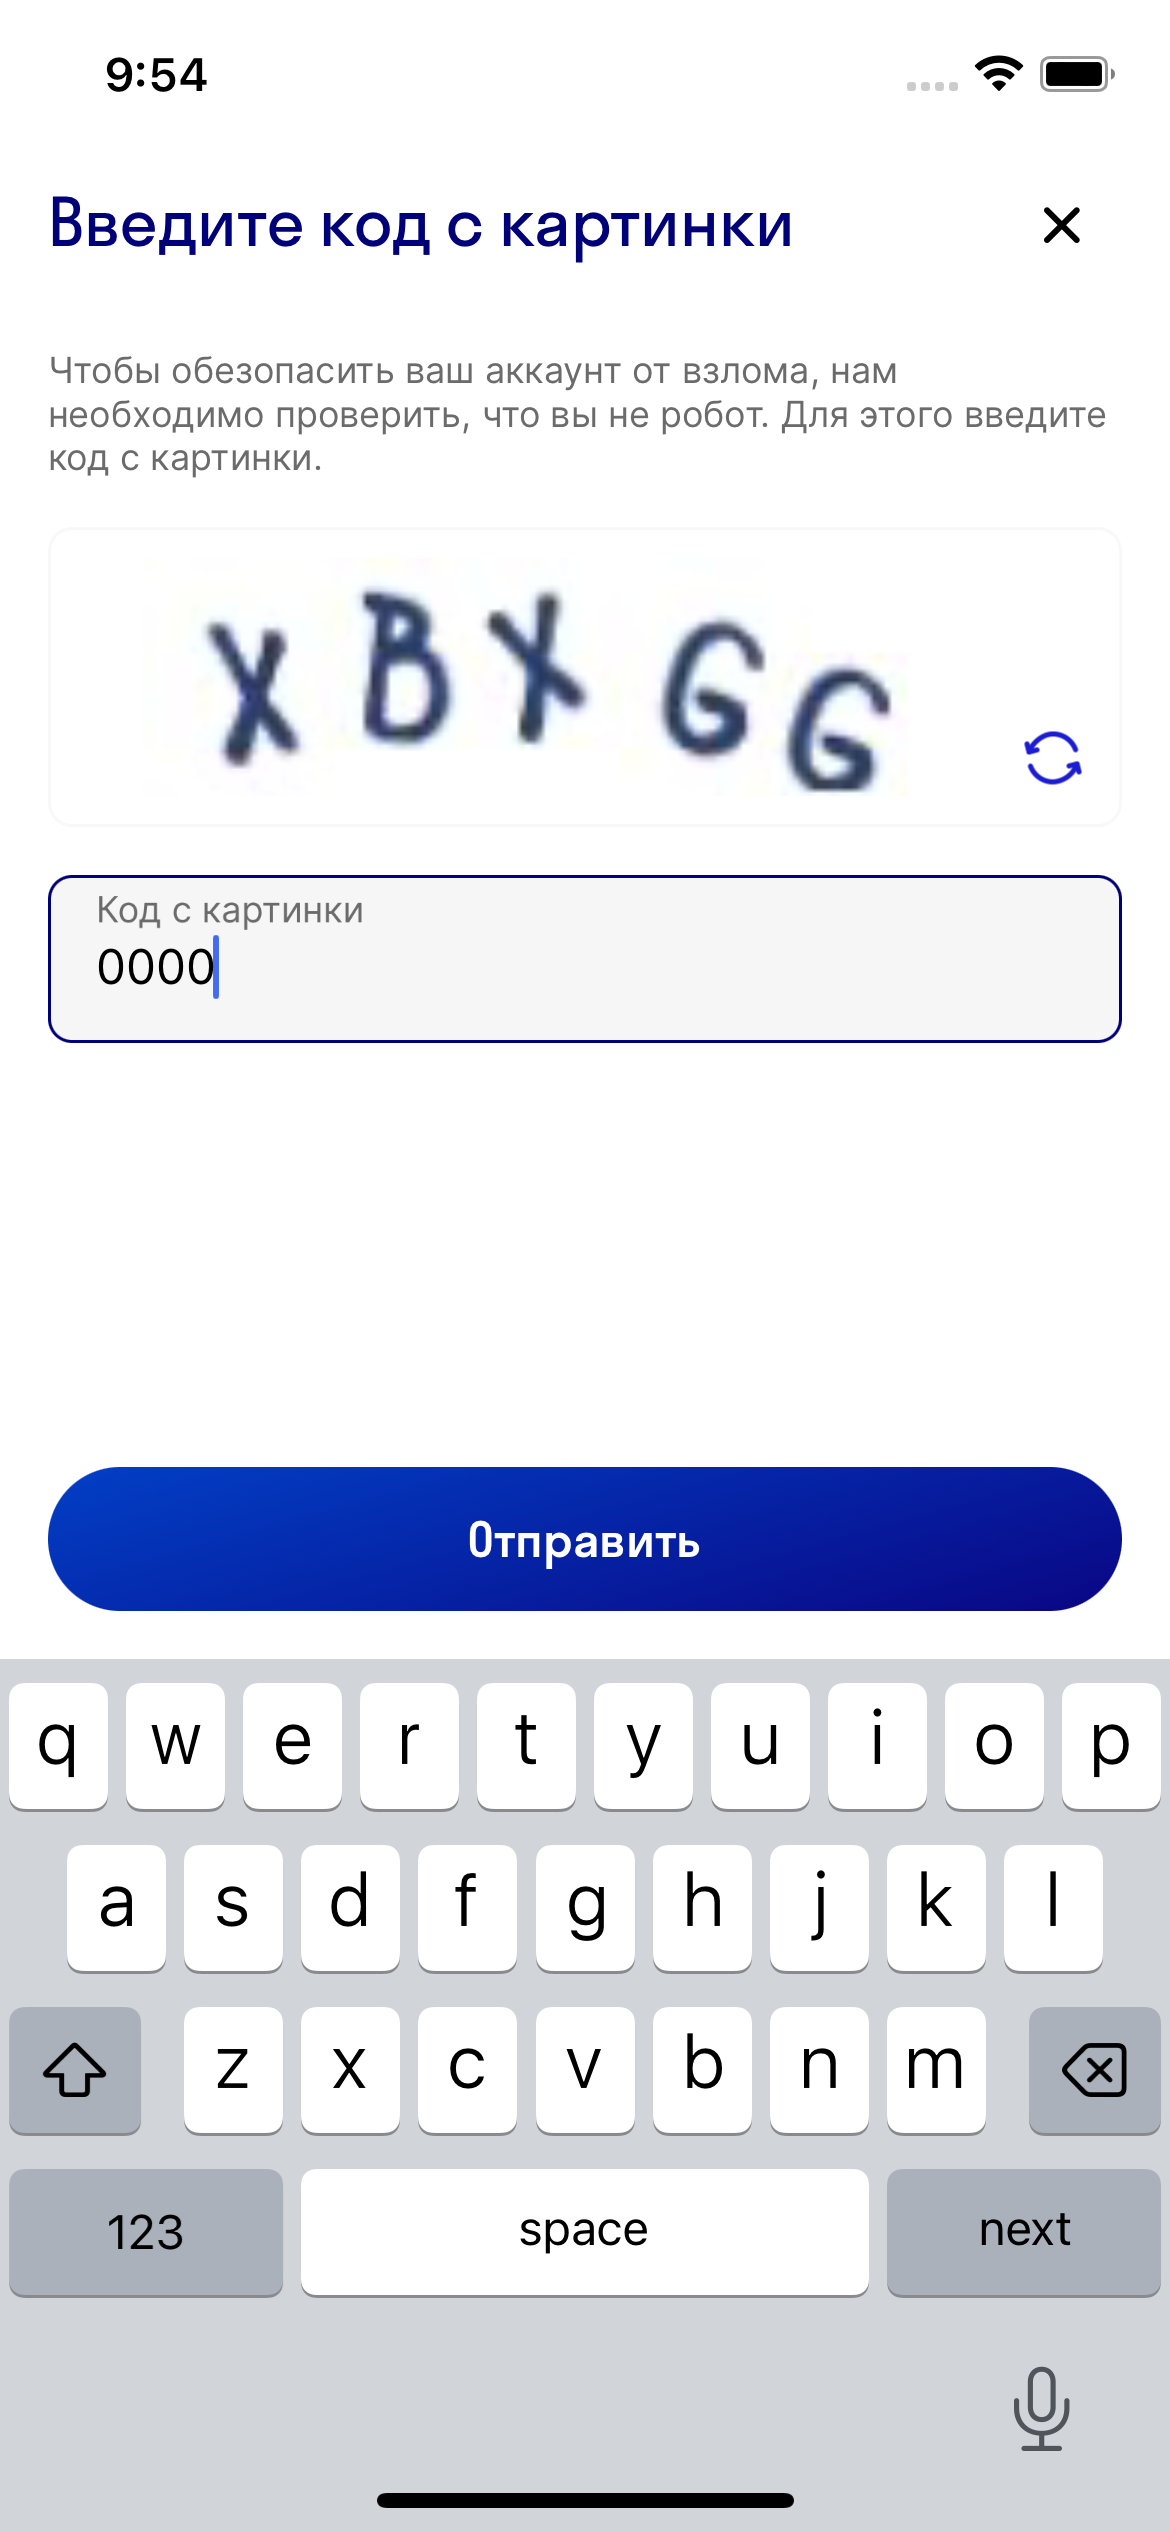 9:54
Введите код с картинки
Чтобы обезопасить ваш аккаунт от взлома, нам
необходимо проверить, что вы не робот. Для этого введите
код с картинки.
XBXGG
Код с картинки
0000
Отправить
q w e r t y u i o p
a s d f g h j k l
z x c v b n m
123 space next